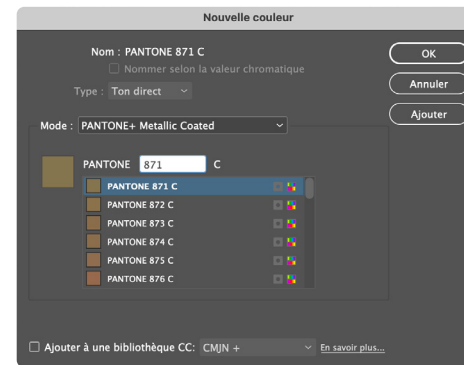 Nouvelle couleur
Nom : PANTONE 871 C
Nommer selon la valeur chromatique
Type : Ton direct
Mode : PANTONE+ Metallic Coated
PANTONE 871 C
PANTONE 871 C
PANTONE 872 C
PANTONE 873 C
PANTONE 874 C
PANTONE 875 C
PANTONE 876 C
Ajouter à une bibliothèque CC: CMJN + En savoir plus...
OK
Annuler
Ajouter